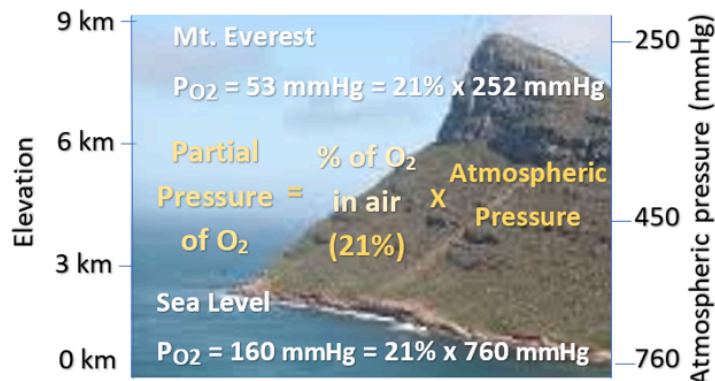 9 km
Mt. Everest
250
PO2 = 53 mmHg = 21% x 252 mmHg
6 km
Partial
Pressure
of O2
=
% of O2
in air
(21%)
X
Atmospheric
Pressure
450
3 km
Sea Level
PO2 = 160 mmHg = 21% x 760 mmHg
0 km
760
Elevation
Atmospheric pressure (mmHg)